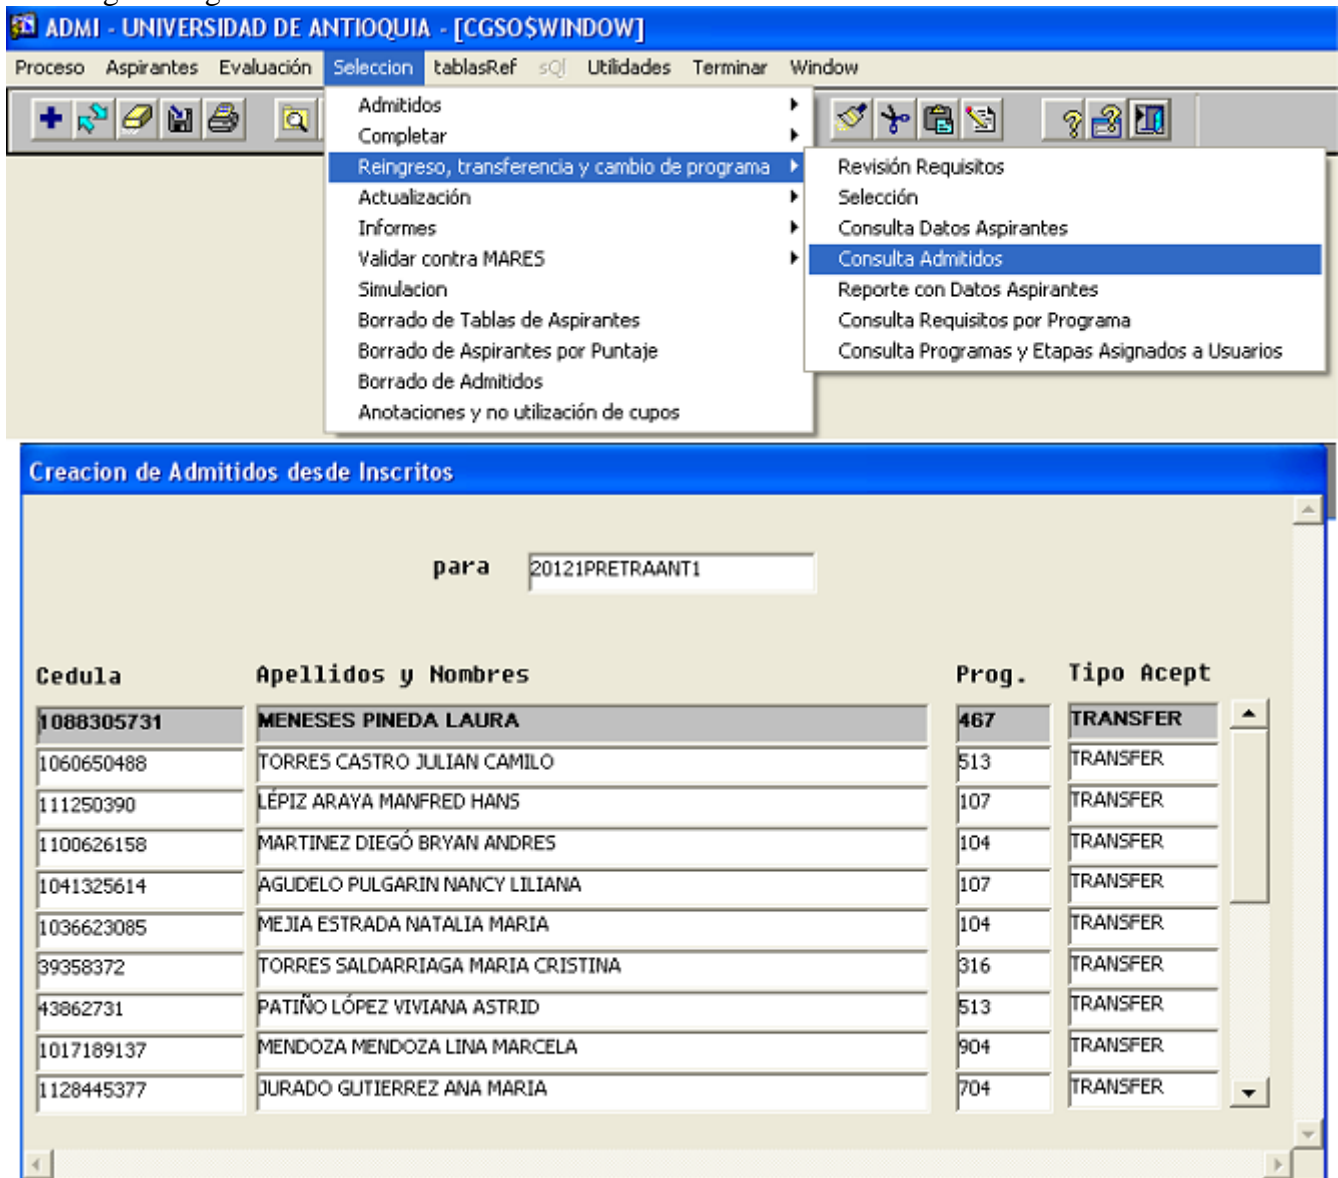 ADMI - UNIVERSIDAD DE ANTIOQUIA - [CGSO$WINDOW]
Proceso Aspirantes Evaluación Seleccion tablasRef sQl Utilidades Terminar Window
Admitidos
Completar
Reingreso, transferencia y cambio de programa
Actualización
Informes
Validar contra MARES
Simulacion
Borrado de Tablas de Aspirantes
Borrado de Aspirantes por Puntaje
Borrado de Admitidos
Anotaciones y no utilización de cupos
Revisión Requisitos
Selección
Consulta Datos Aspirantes
Consulta Admitidos
Reporte con Datos Aspirantes
Consulta Requisitos por Programa
Consulta Programas y Etapas Asignados a Usuarios
Creacion de Admitidos desde Inscritos
para 20121PRETRAANT1
Cedula Apellidos y Nombres Prog. Tipo Acept
1088305731 MENESES PINEDA LAURA 467 TRANSFER
1060650488 TORRES CASTRO JULIAN CAMILO 513 TRANSFER
111250390 LÉPIZ ARAYA MANFRED HANS 107 TRANSFER
1100626158 MARTINEZ DIEGÓ BRYAN ANDRES 104 TRANSFER
1041325614 AGUDELO PULGARIN NANCY LILIANA 107 TRANSFER
1036623085 MEJIA ESTRADA NATALIA MARIA 104 TRANSFER
39358372 TORRES SALDARRIAGA MARIA CRISTINA 316 TRANSFER
43862731 PATIÑO LÓPEZ VIVIANA ASTRID 513 TRANSFER
1017189137 MENDOZA MENDOZA LINA MARCELA 904 TRANSFER
1128445377 JURADO GUTIERREZ ANA MARIA 704 TRANSFER